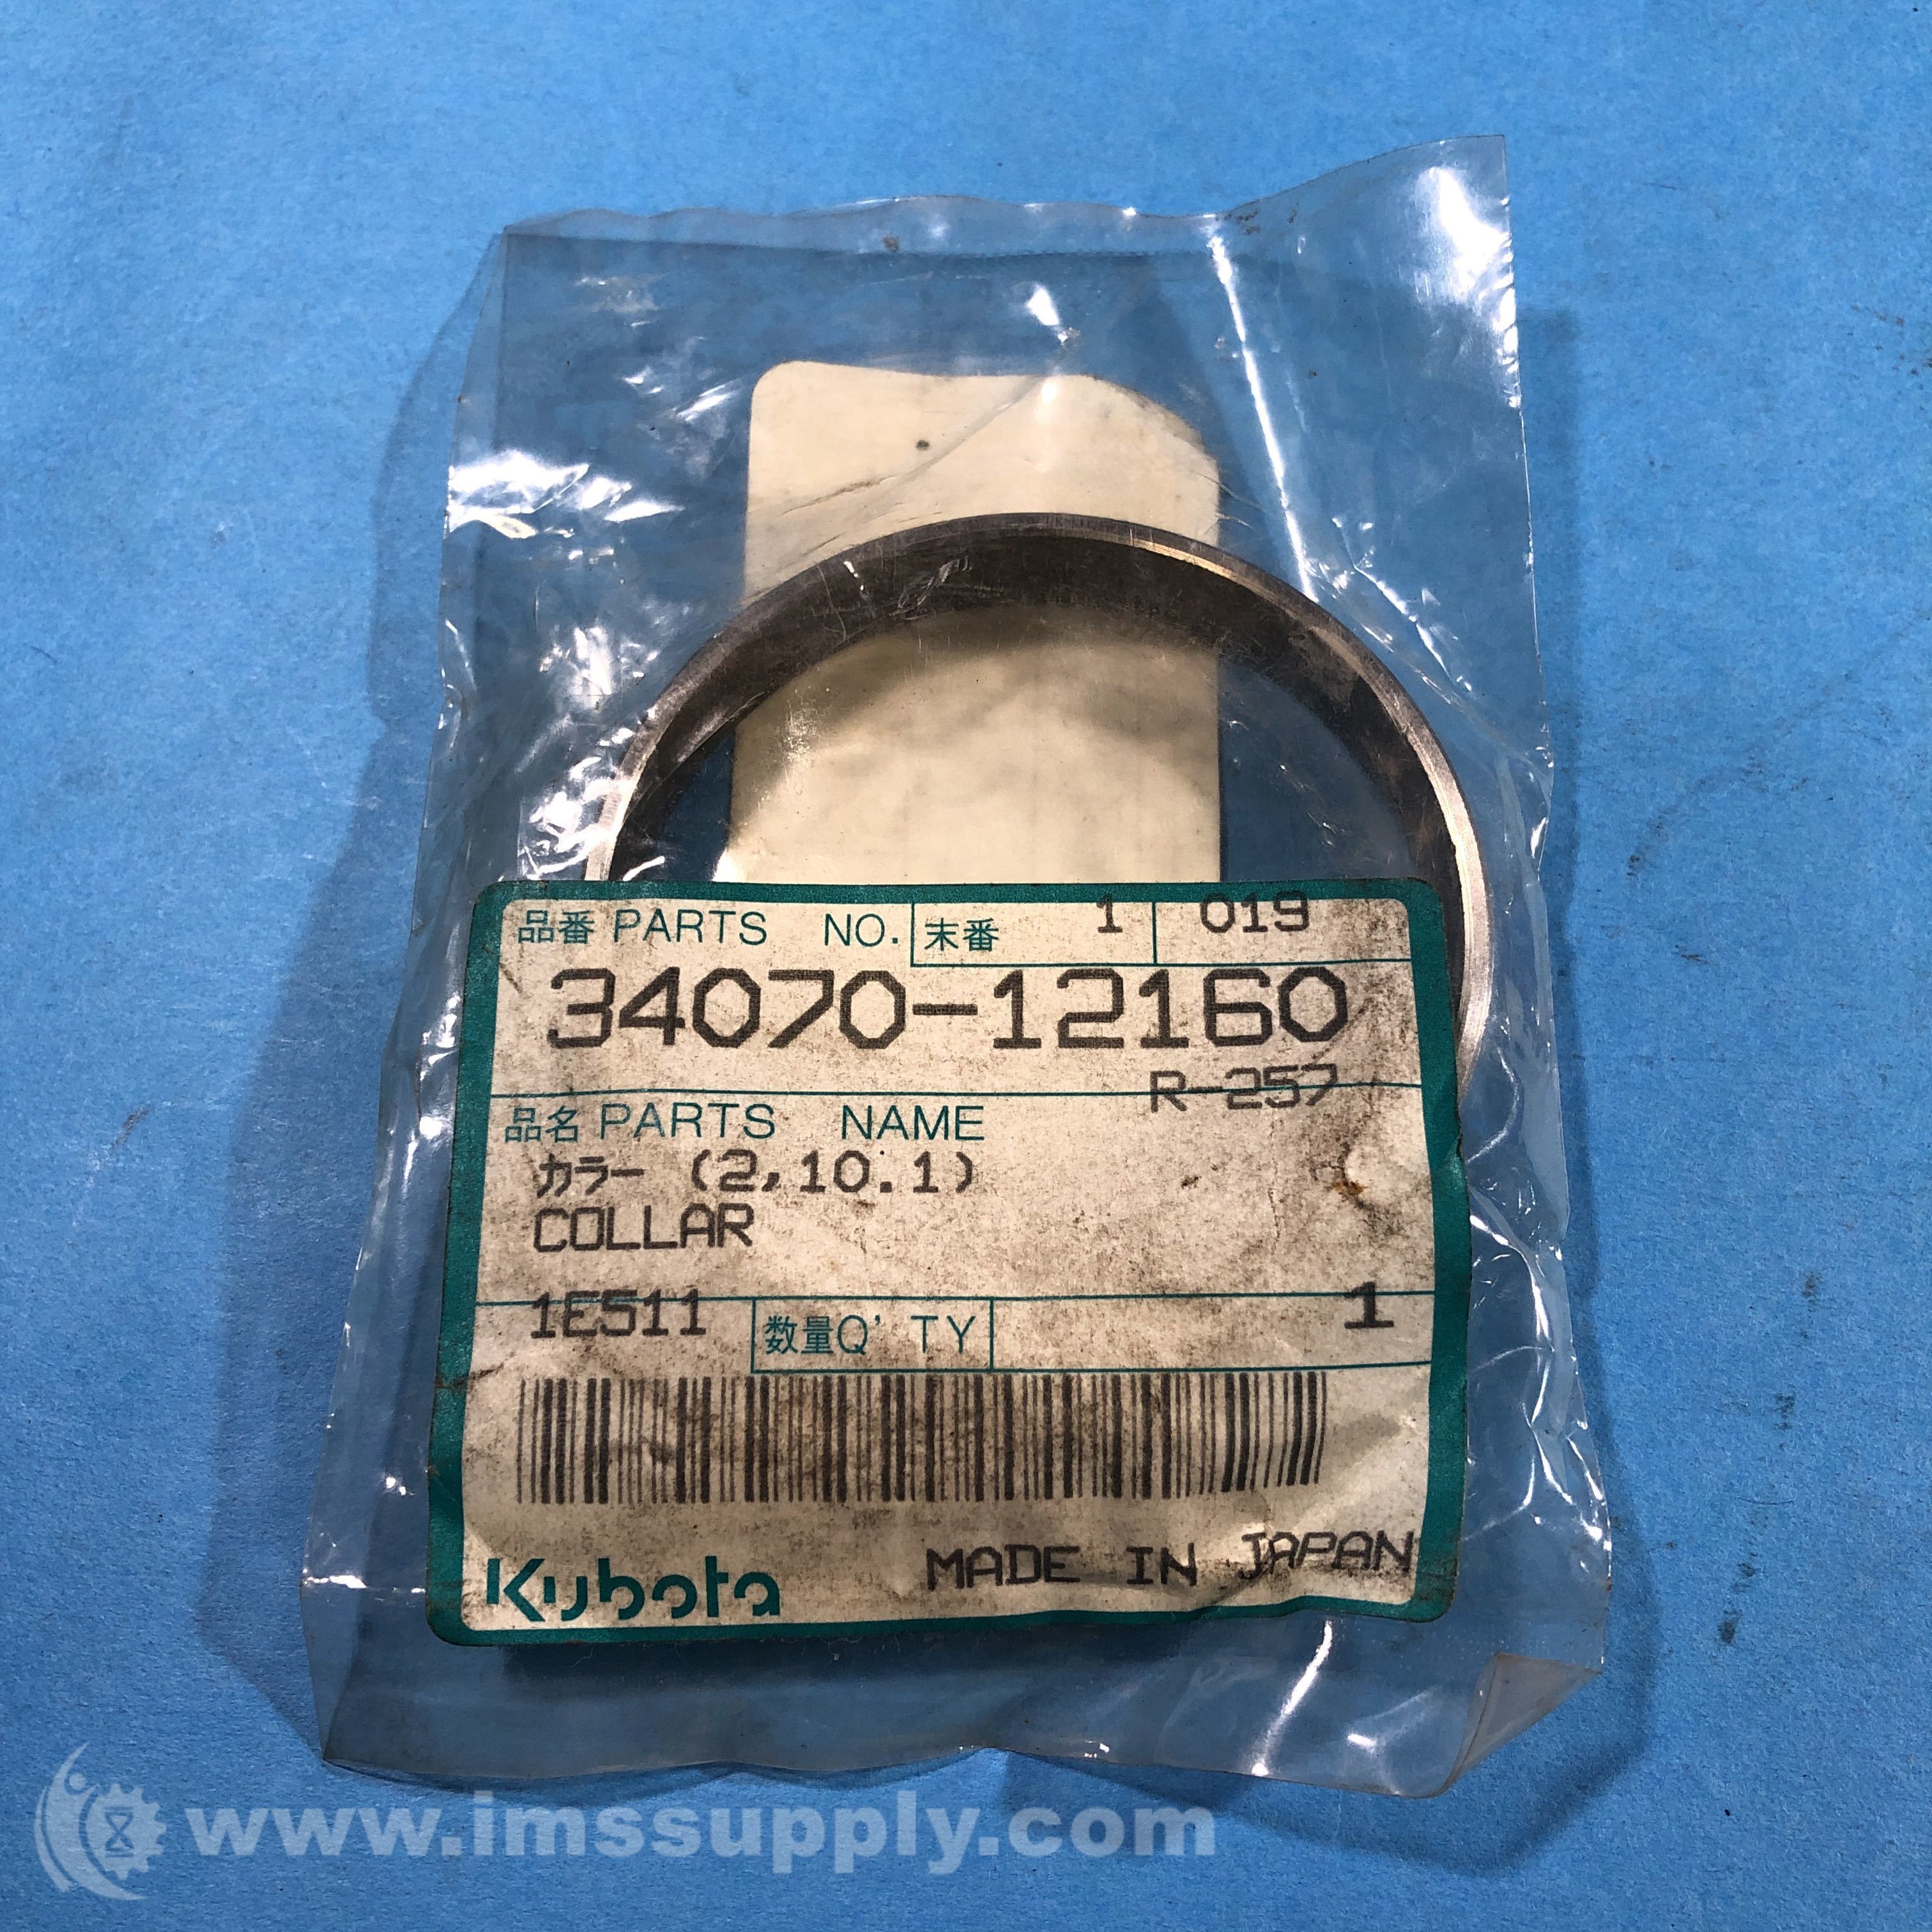 品番 PARTS NO. 末番 1 019
34070-12160
R-257
品名 PARTS NAME
カラー (2,10.1)
COLLAR
1E511 数量Q'TY 1
Kubota MADE IN JAPAN
www.imssupply.com